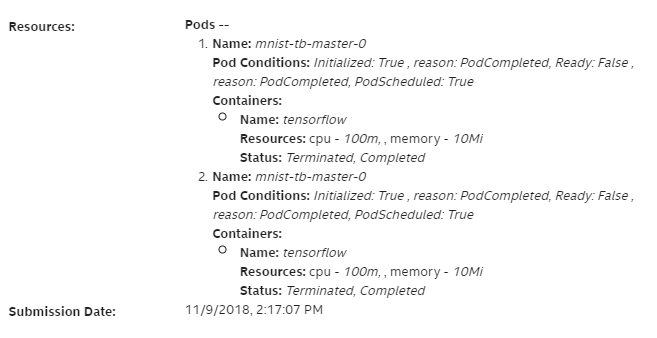 Resources: Pods --
1. Name: mnist-tb-master-0
Pod Conditions: Initialized: True , reason: PodCompleted, Ready: False ,
reason: PodCompleted, PodScheduled: True
Containers:
○ Name: tensorflow
Resources: cpu - 100m, , memory - 10Mi
Status: Terminated, Completed
2. Name: mnist-tb-master-0
Pod Conditions: Initialized: True , reason: PodCompleted, Ready: False ,
reason: PodCompleted, PodScheduled: True
Containers:
○ Name: tensorflow
Resources: cpu - 100m, , memory - 10Mi
Status: Terminated, Completed
Submission Date: 11/9/2018, 2:17:07 PM